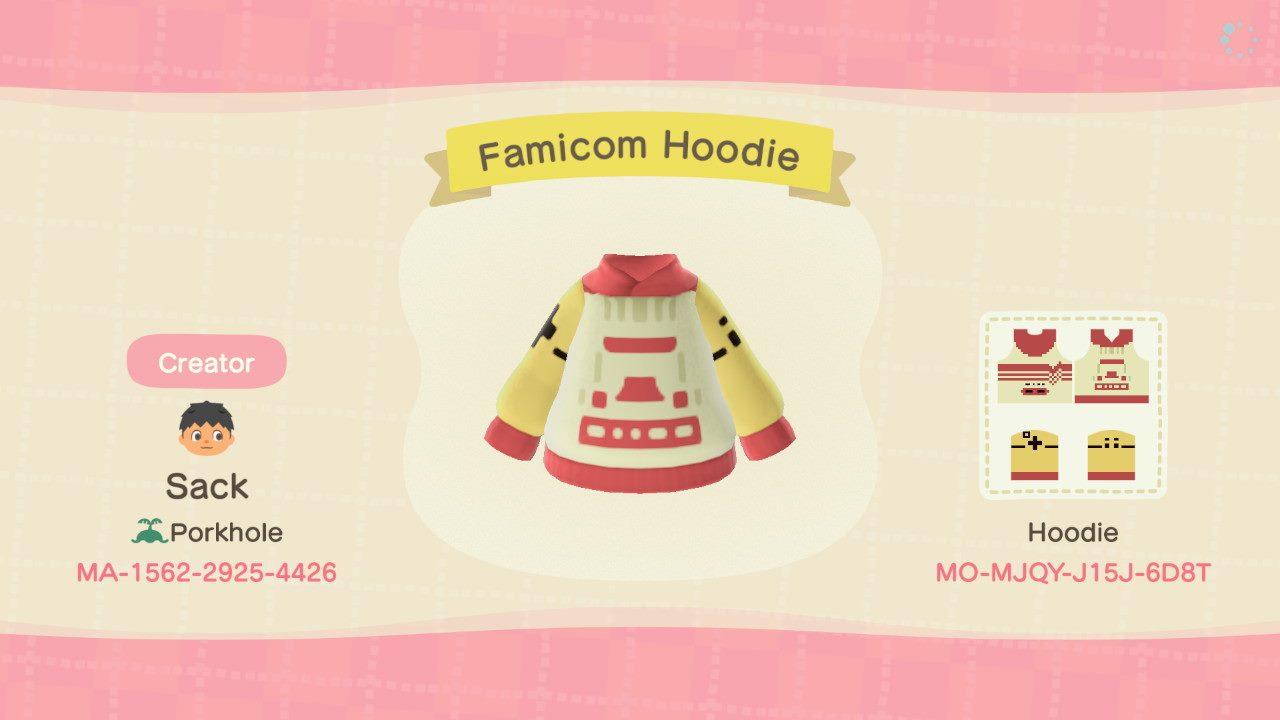 Famicom Hoodie
Creator
Sack
Porkhole
MA-1562-2925-4426
Hoodie
MO-MJQY-J15J-6D8T